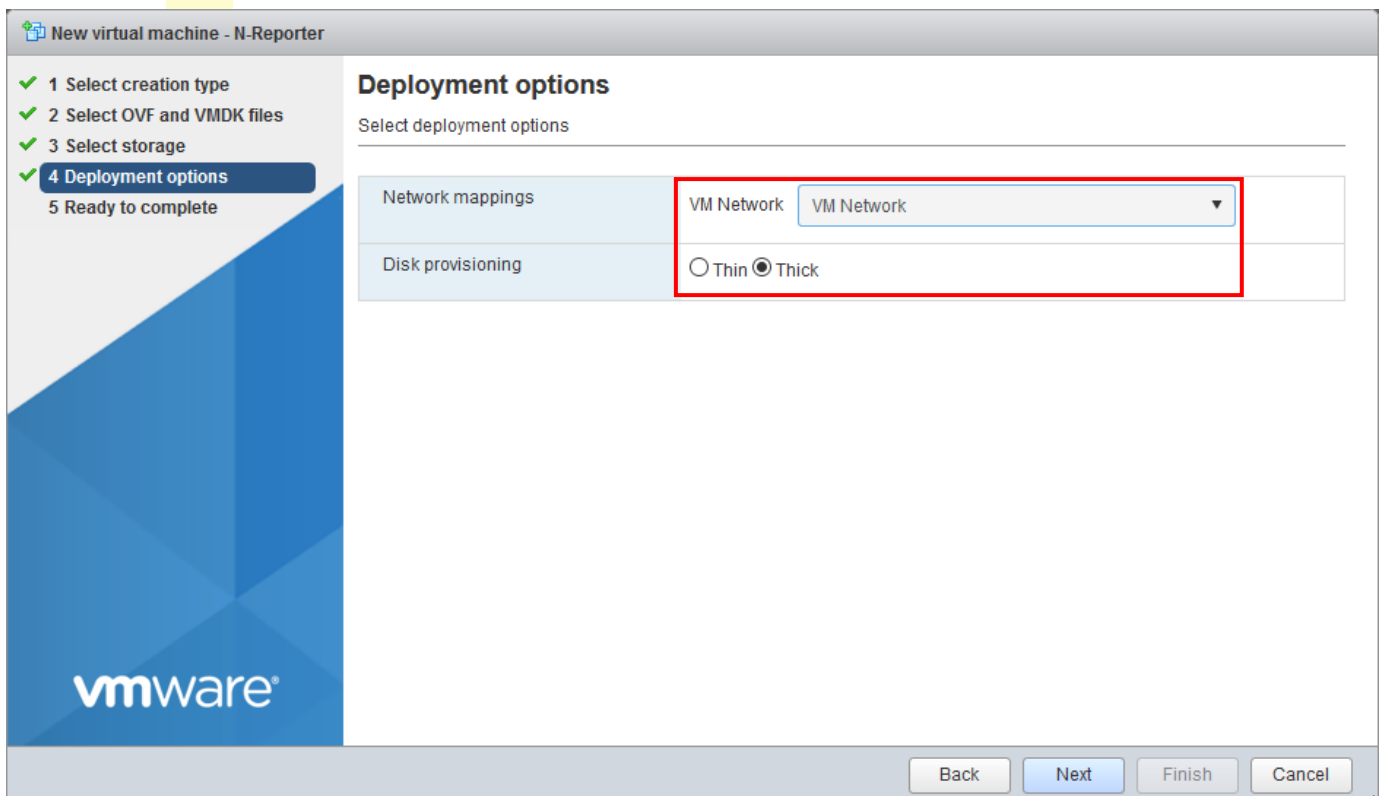 New virtual machine - N-Reporter
1 Select creation type
2 Select OVF and VMDK files
3 Select storage
4 Deployment options
5 Ready to complete
Deployment options
Select deployment options
Network mappings
VM Network VM Network
Disk provisioning
Thin Thick
vmware®
Back Next Finish Cancel